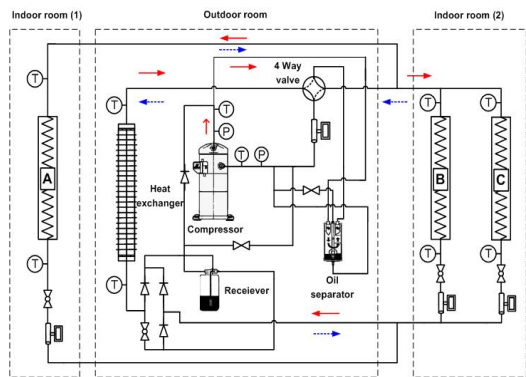 Indoor room (1)
Outdoor room
Indoor room (2)
4 Way
valve
T
T
P
T
T
P
T
T
A
B
C
Heat
exchanger
Compressor
T
T
T
T
Receiever
Oil
separator